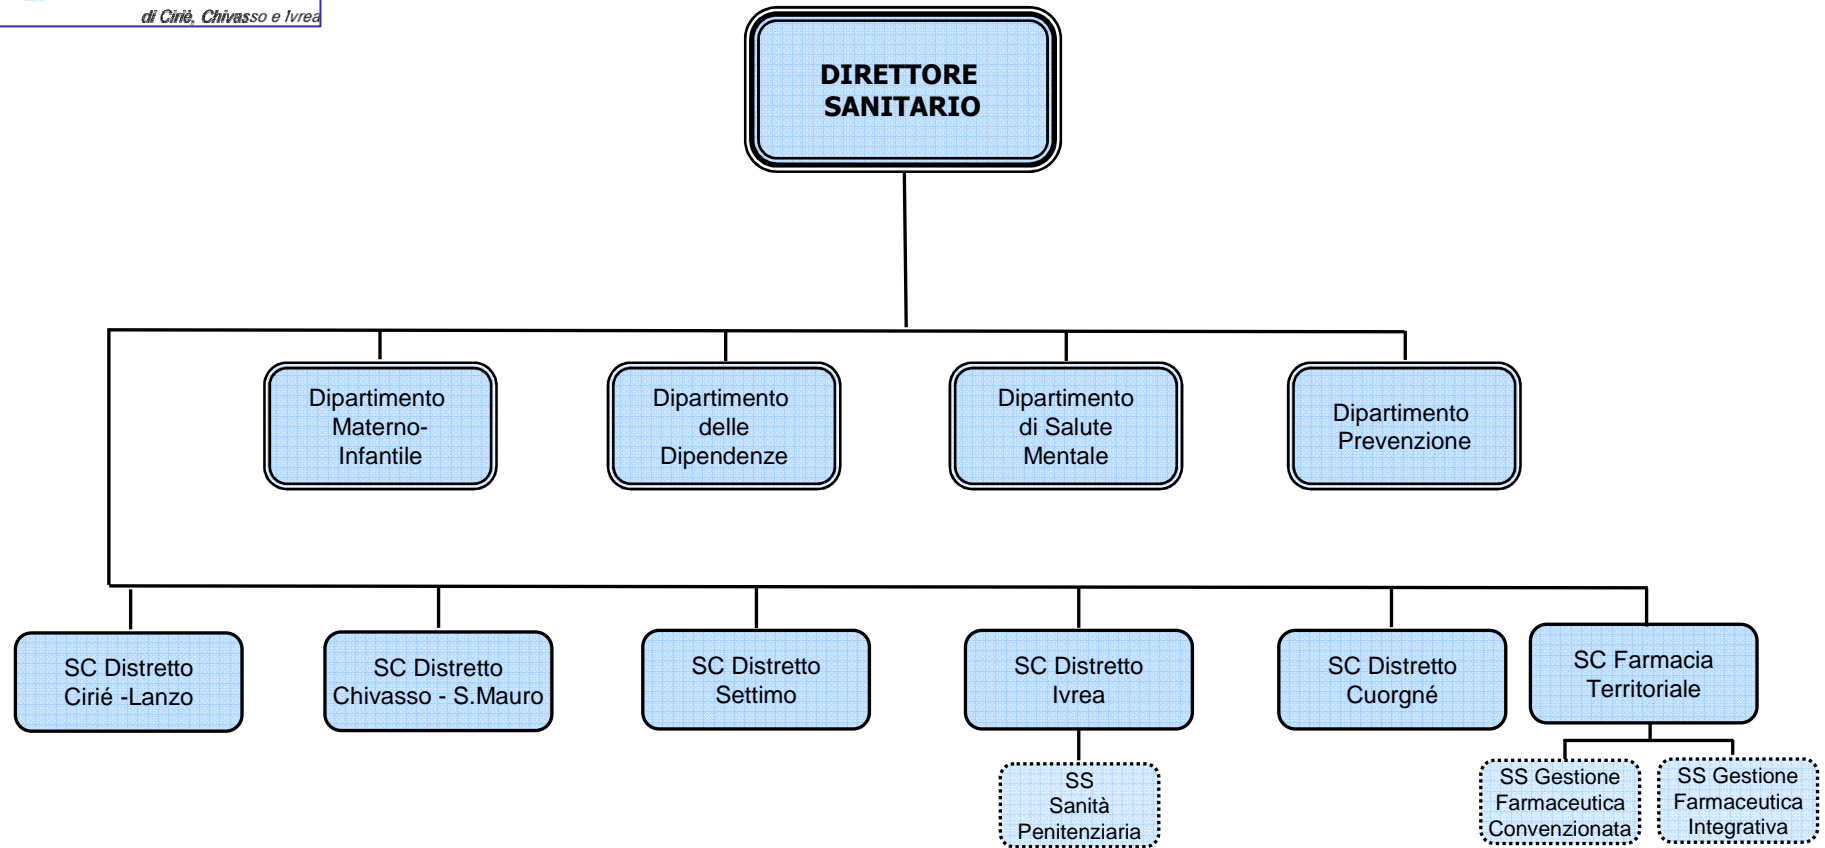 di Ciriè, Chivasso e Ivrea
DIRETTORE
SANITARIO
Dipartimento
Materno-
Infantile
Dipartimento
delle
Dipendenze
Dipartimento
di Salute
Mentale
Dipartimento
Prevenzione
SC Distretto
Cirié -Lanzo
SC Distretto
Chivasso - S.Mauro
SC Distretto
Settimo
SC Distretto
Ivrea
SC Distretto
Cuorgné
SC Farmacia
Territoriale
SS
Sanità
Penitenziaria
SS Gestione
Farmaceutica
Convenzionata
SS Gestione
Farmaceutica
Integrativa